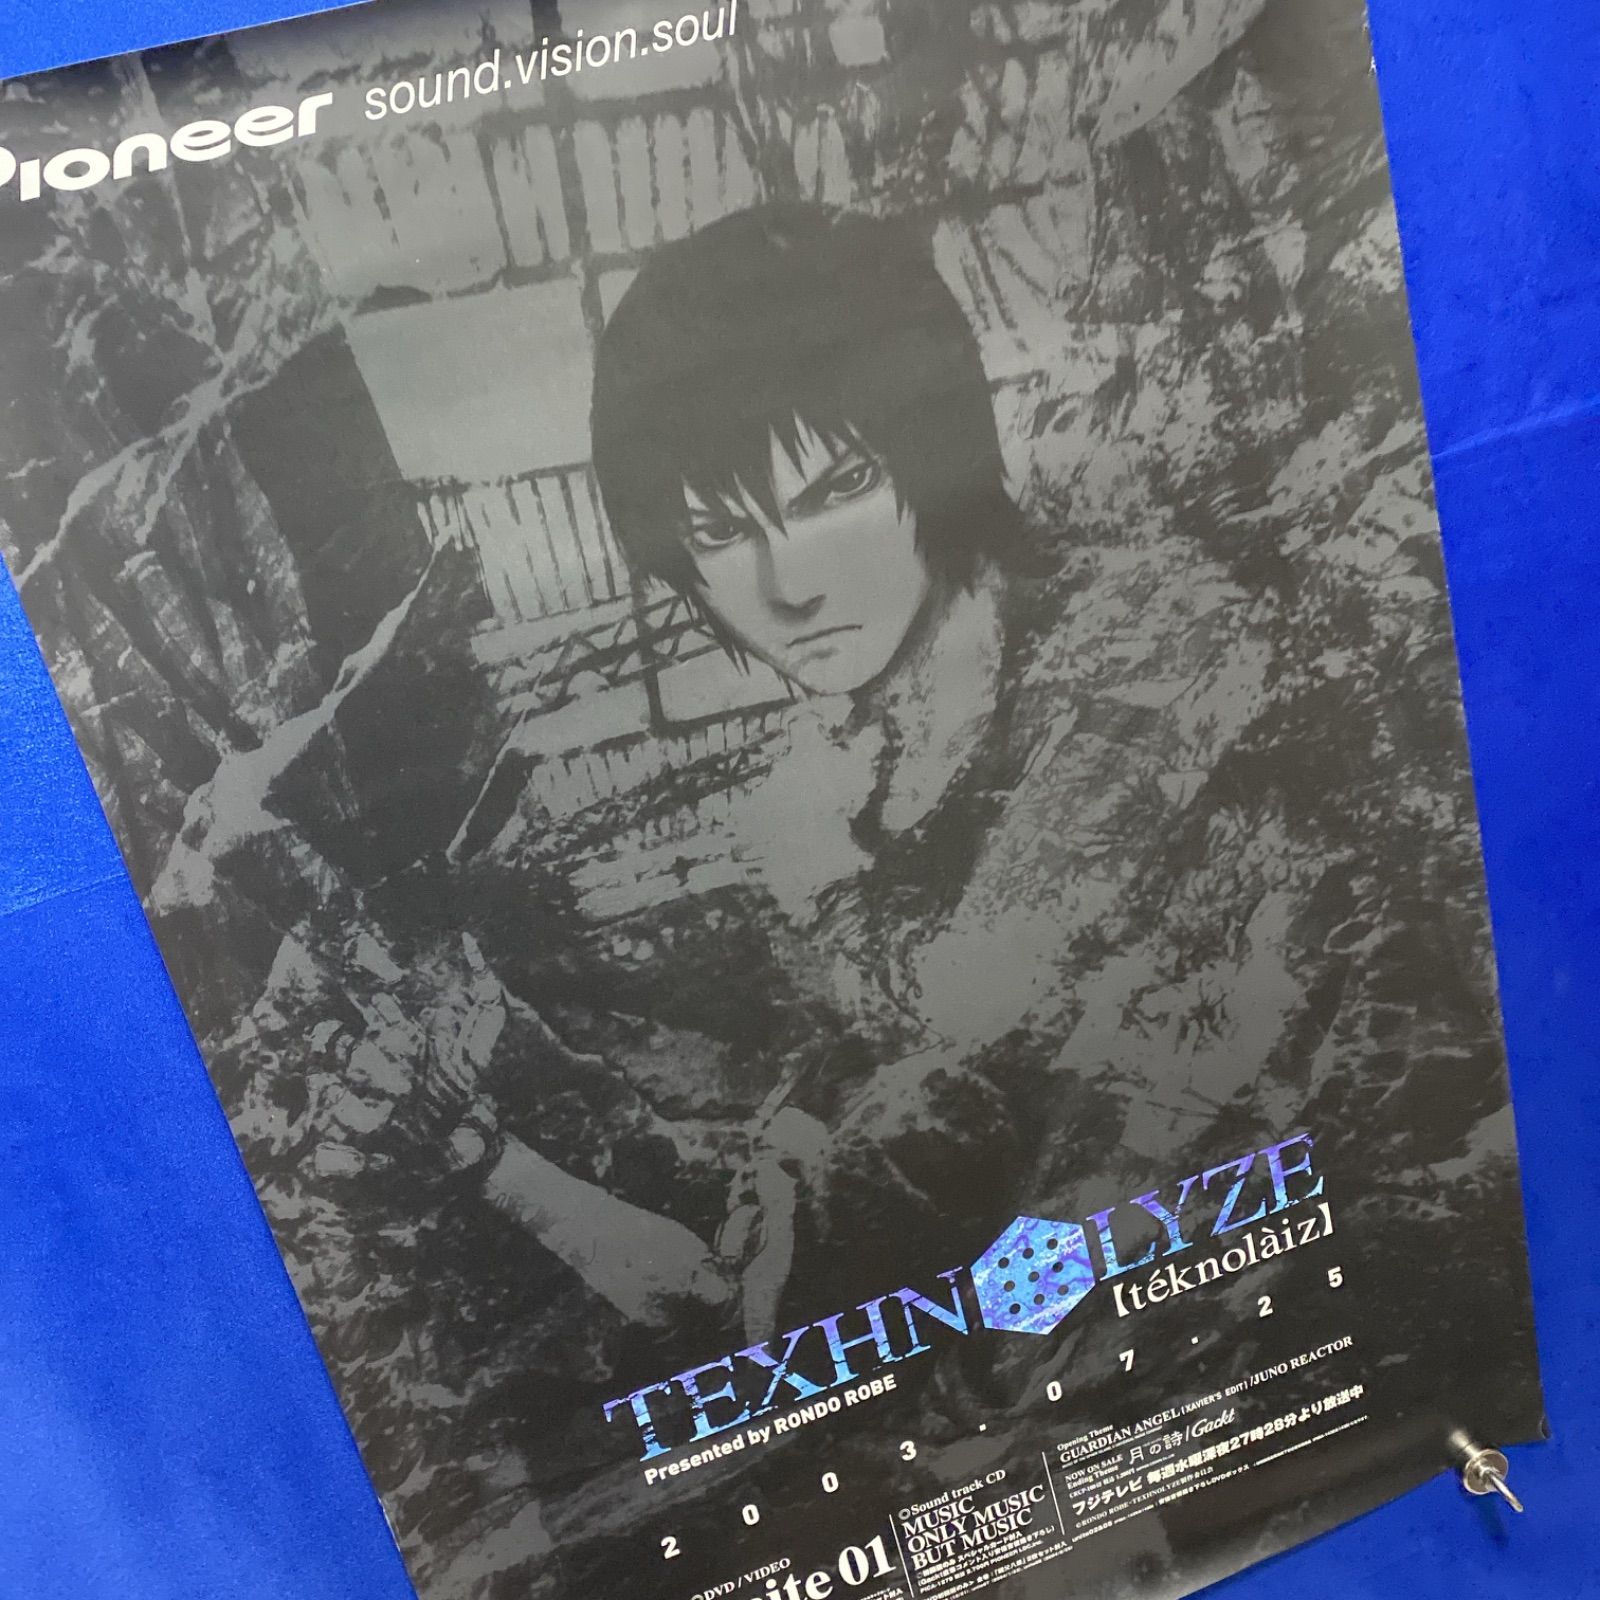 Pioneer sound.vision.soul
TEXHNOLYZE
【téknolàiz】
Presented by RONDO ROBE
2003.07.25
DVD / VIDEO
01
Sound track CD
MUSIC
ONLY MUSIC
BUT MUSIC
Opening Theme
GUARDIAN ANGEL [XAVIER'S EDIT] / JUNO REACTOR
NOW ON SALE
Ending Theme 月の詩 / Gackt
フジテレビ 毎週水曜深夜27時28分より放送中